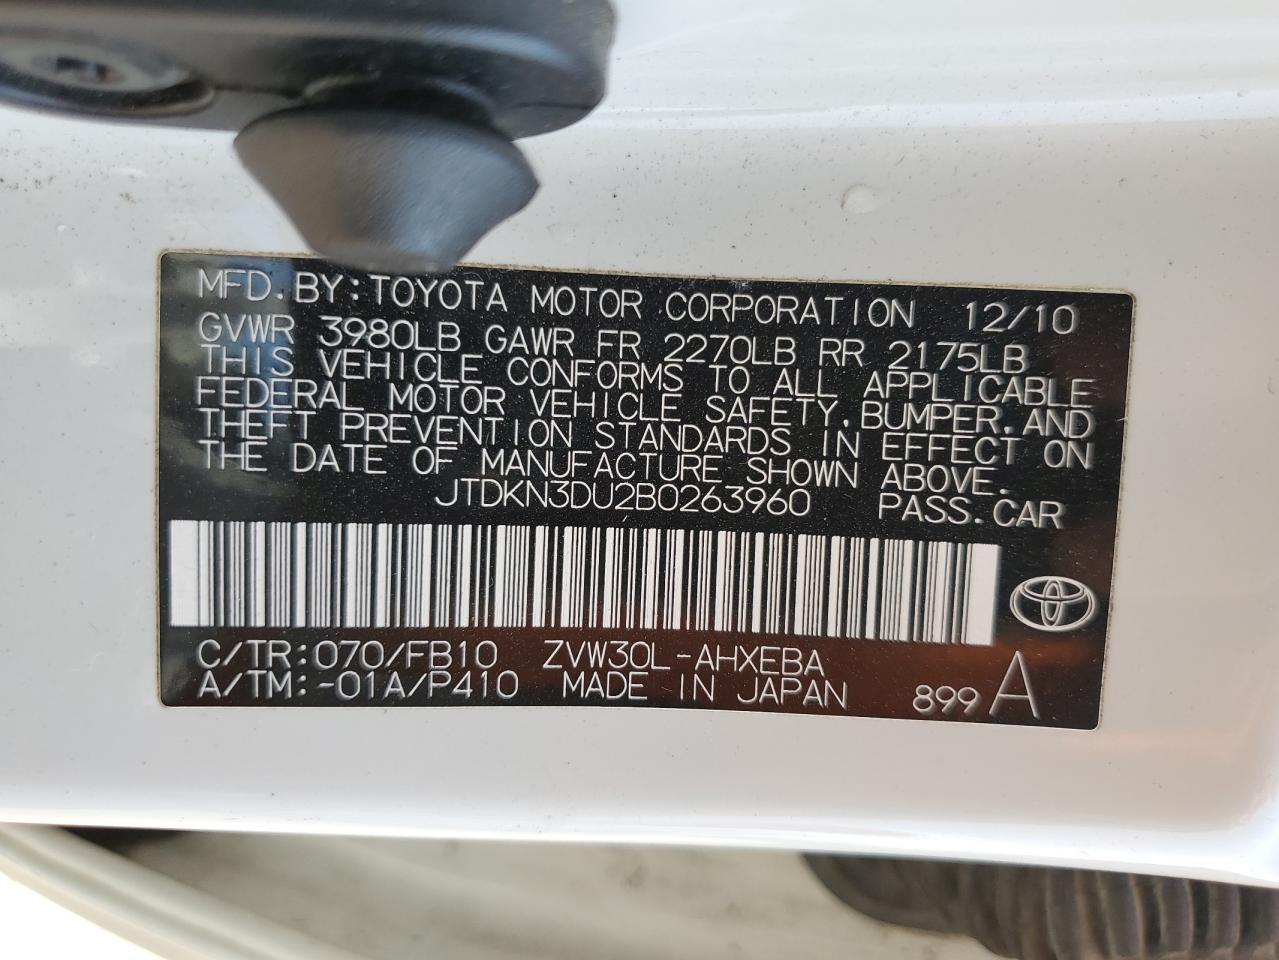 MFD.BY:TOYOTA MOTOR CORPORATION 12/10
GVWR 3980LB GAWR FR 2270LB RR 2175LB
THIS VEHICLE CONFORMS TO ALL APPLICABLE
FEDERAL MOTOR VEHICLE SAFETY,BUMPER,AND
THEFT PREVENTION STANDARDS IN EFFECT ON
THE DATE OF MANUFACTURE SHOWN ABOVE.
JTDKN3DU2B0263960 PASS.CAR
C/TR:070/FB10 ZVW30L-AHXEBA
A/TM:-01A/P410 MADE IN JAPAN 899 A